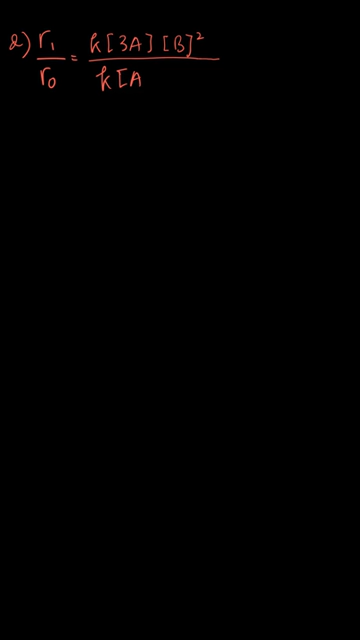 2) r₁/r₀ = k[3A][B]²/k[A